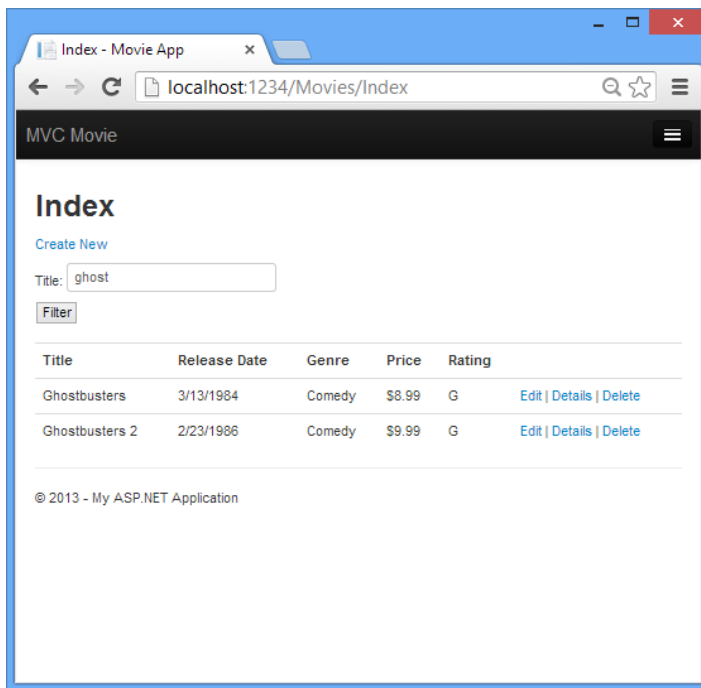 Index - Movie App
localhost:1234/Movies/Index
MVC Movie
Index
Create New
Title: ghost
Filter
Title Release Date Genre Price Rating
Ghostbusters 3/13/1984 Comedy $8.99 G Edit | Details | Delete
Ghostbusters 2 2/23/1986 Comedy $9.99 G Edit | Details | Delete
© 2013 - My ASP.NET Application